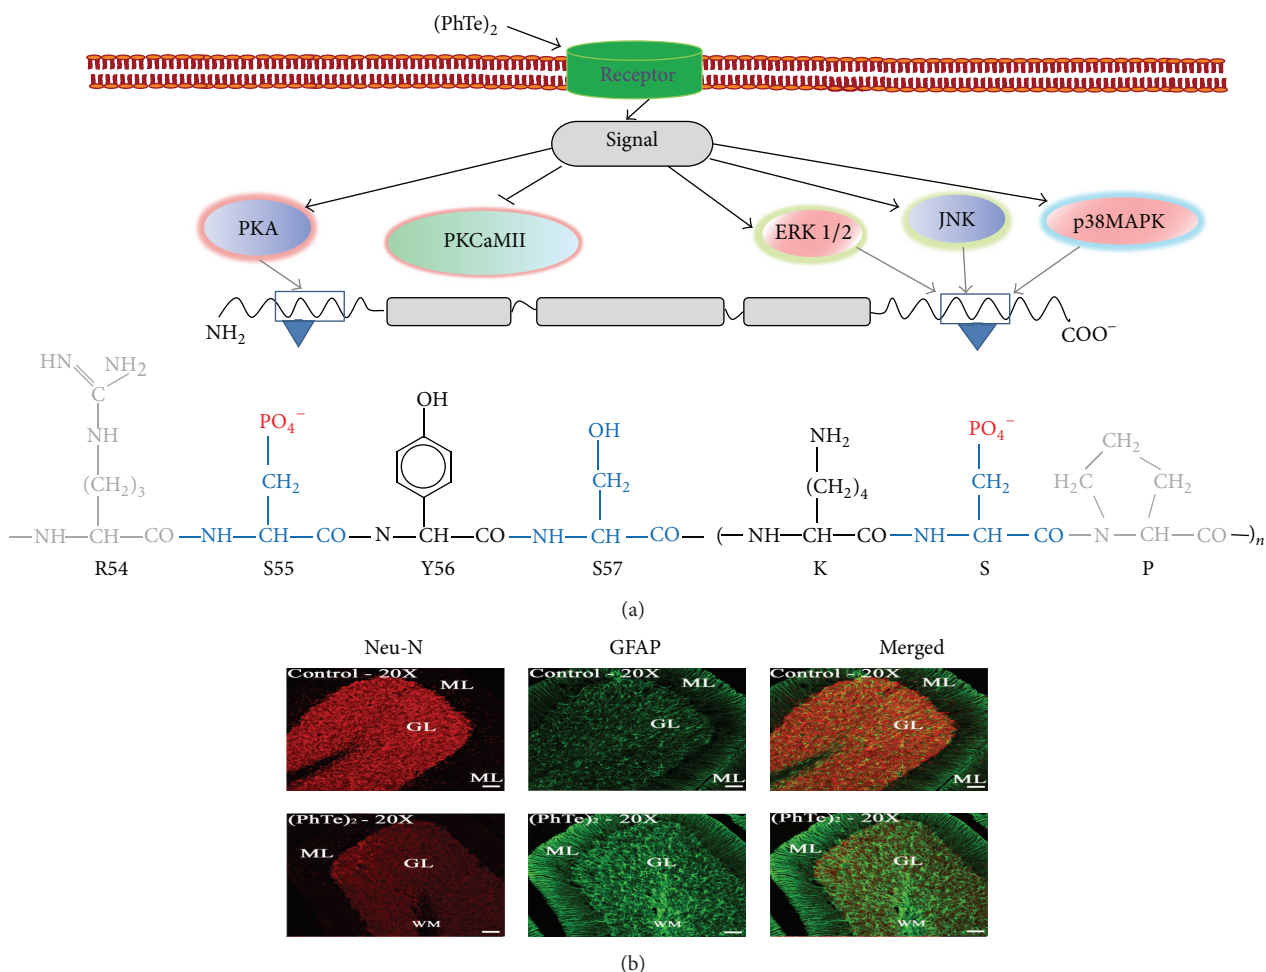 (PhTe)2
Receptor
Signal
PKA
PKCaMII
ERK 1/2
JNK
p38MAPK
NH2
COO−
HN
NH2
C
NH
(CH2)3
NH CH CO
R54
PO4−
CH2
NH CH CO
S55
OH
N CH CO
Y56
OH
CH2
NH CH CO
S57
NH2
(CH2)4
( NH CH CO
K
PO4−
CH2
NH CH CO
S
CH2
H2C CH2
N CH CO )n
P
(a)
Neu-N GFAP Merged
Control - 20X
ML
GL
ML
Control - 20X
ML
GL
ML
Control - 20X
ML
GL
ML
(PhTe)2 - 20X
ML
GL
WM
(PhTe)2 - 20X
ML
GL
WM
(PhTe)2 - 20X
ML
GL
WM
(b)